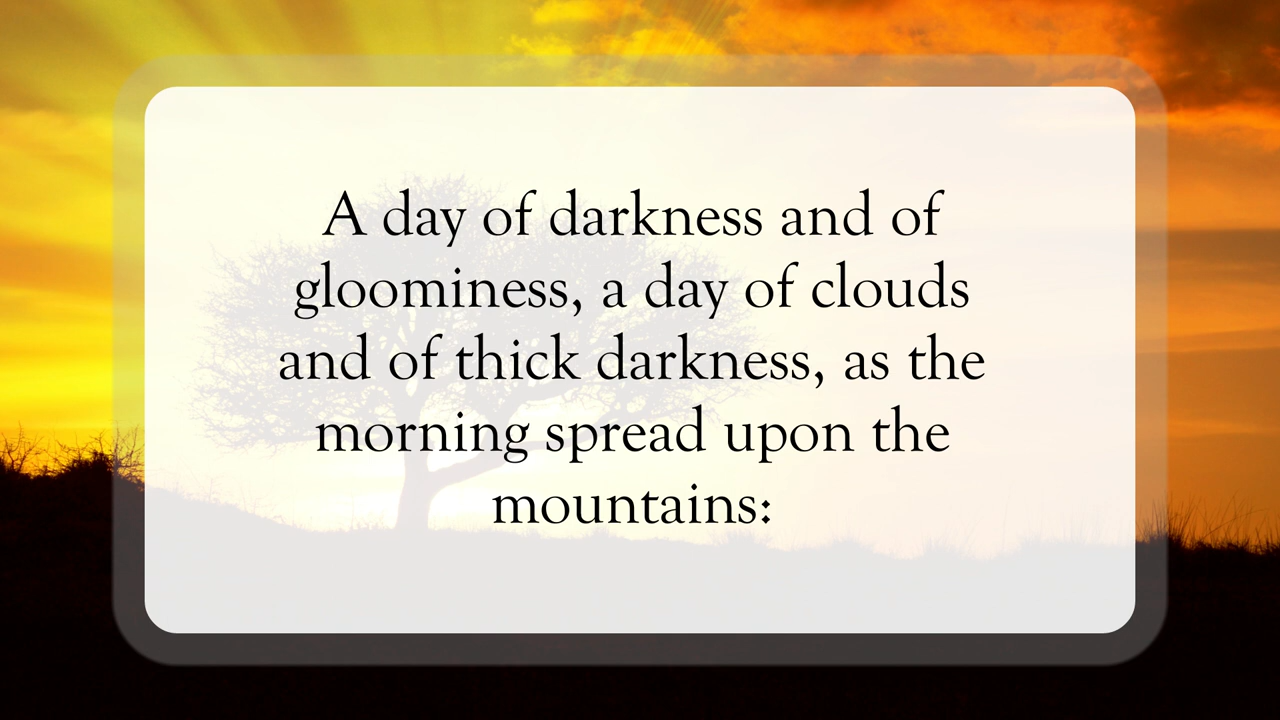 A day of darkness and of
gloominess, a day of clouds
and of thick darkness, as the
morning spread upon the
mountains: